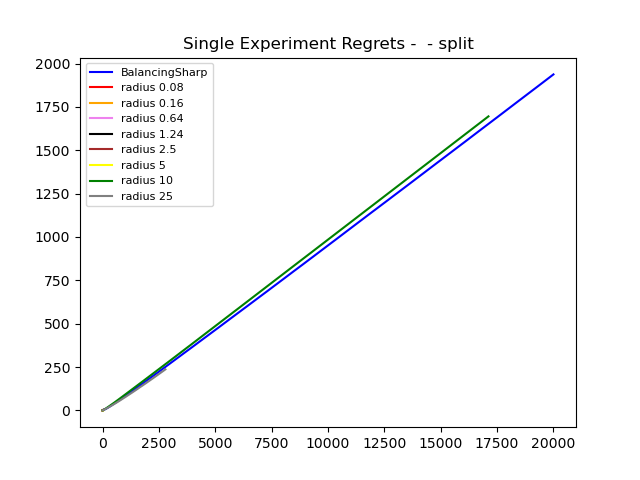 Single Experiment Regrets -  - split
2000
1750
1500
1250
1000
750
500
250
0
BalancingSharp
radius 0.08
radius 0.16
radius 0.64
radius 1.24
radius 2.5
radius 5
radius 10
radius 25
0 2500 5000 7500 10000 12500 15000 17500 20000